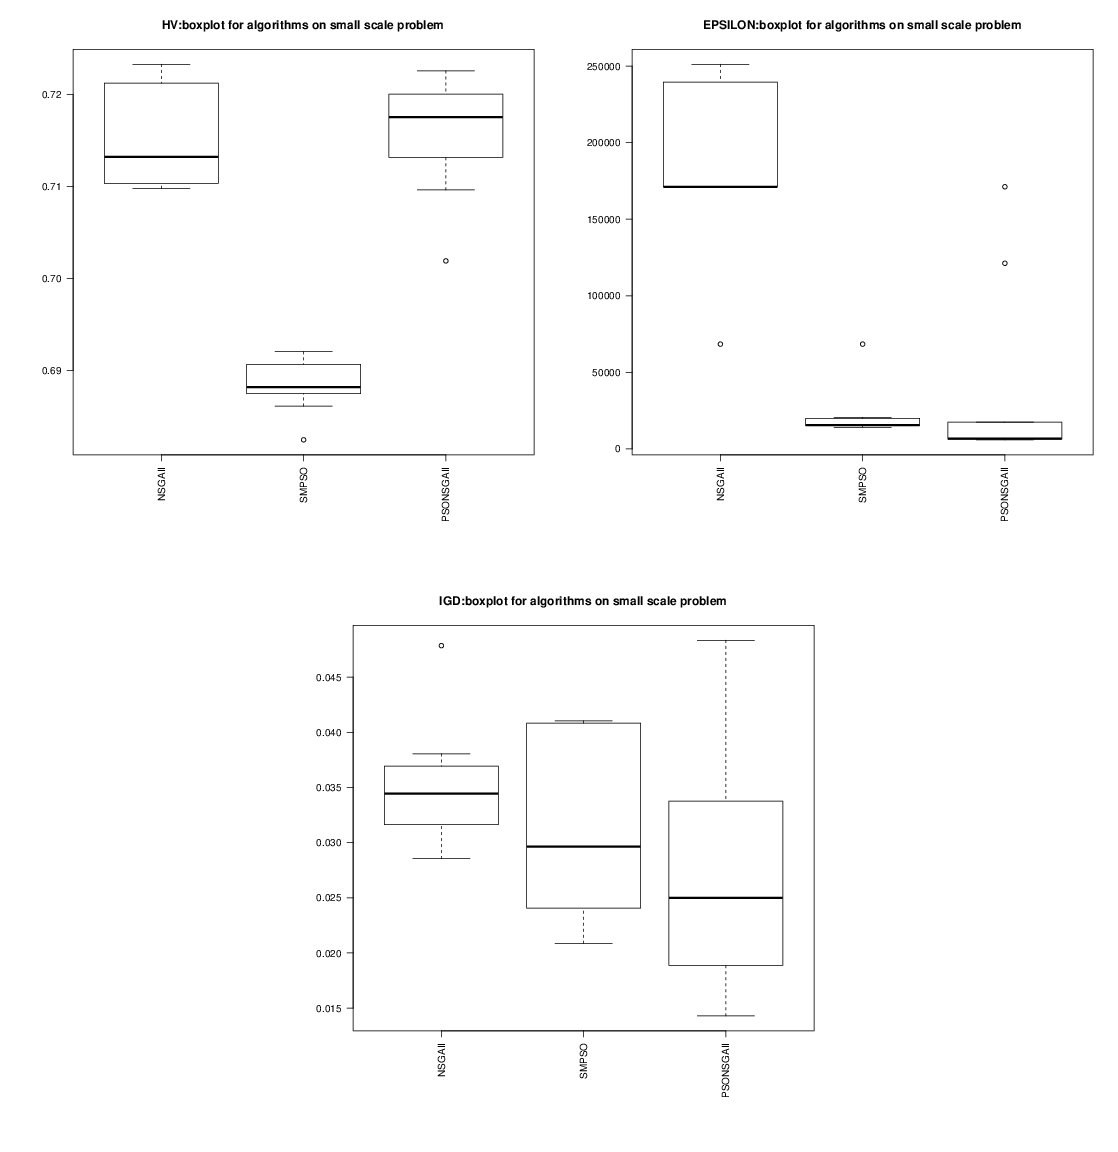 HV:boxplot for algorithms on small scale problem
0.72
0.71
0.70
0.69
NSGAII
SMPSO
PSONSGAII
EPSILON:boxplot for algorithms on small scale problem
250000
200000
150000
100000
50000
0
NSGAII
SMPSO
PSONSGAII
IGD:boxplot for algorithms on small scale problem
0.045
0.040
0.035
0.030
0.025
0.020
0.015
NSGAII
SMPSO
PSONSGAII